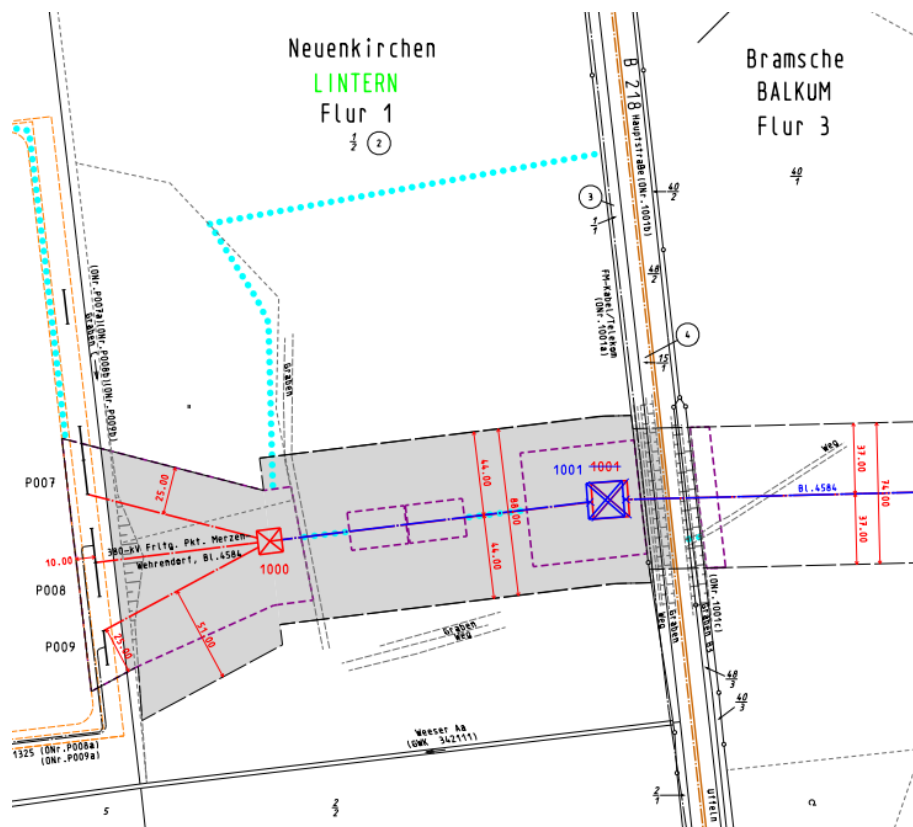 Neuenkirchen
LINTERN
Flur 1
1/2 2
Bramsche
BALKUM
Flur 3
40/1
B 218
Hauptstraße(ONr.1001b)
40/2
3
1/1
48/2
FM-Kabel/Telekom
(ONr. 1001a)
4
15/1
(ONr.P007a)(ONr.P008b)(ONr.P009b)
Graben
Graben
P007
25.00
44.00
88.00
44.00
1001 1001
Weg
37.00
74.00
37.00
Bl.4584
380-kV Frltg. Pkt. Merzen
Wehrendorf, Bl.4584
10.00
1000
P008
P009
25.00
51.00
Graben
Weg
Weg
Graben
(ONr.1001c)
Graben B3
48/3
40/3
Weeser Aa
(GWK 342111)
1325 (ONr.P008a)
(ONr.P009a)
5
2/2
2/1
Uffeln